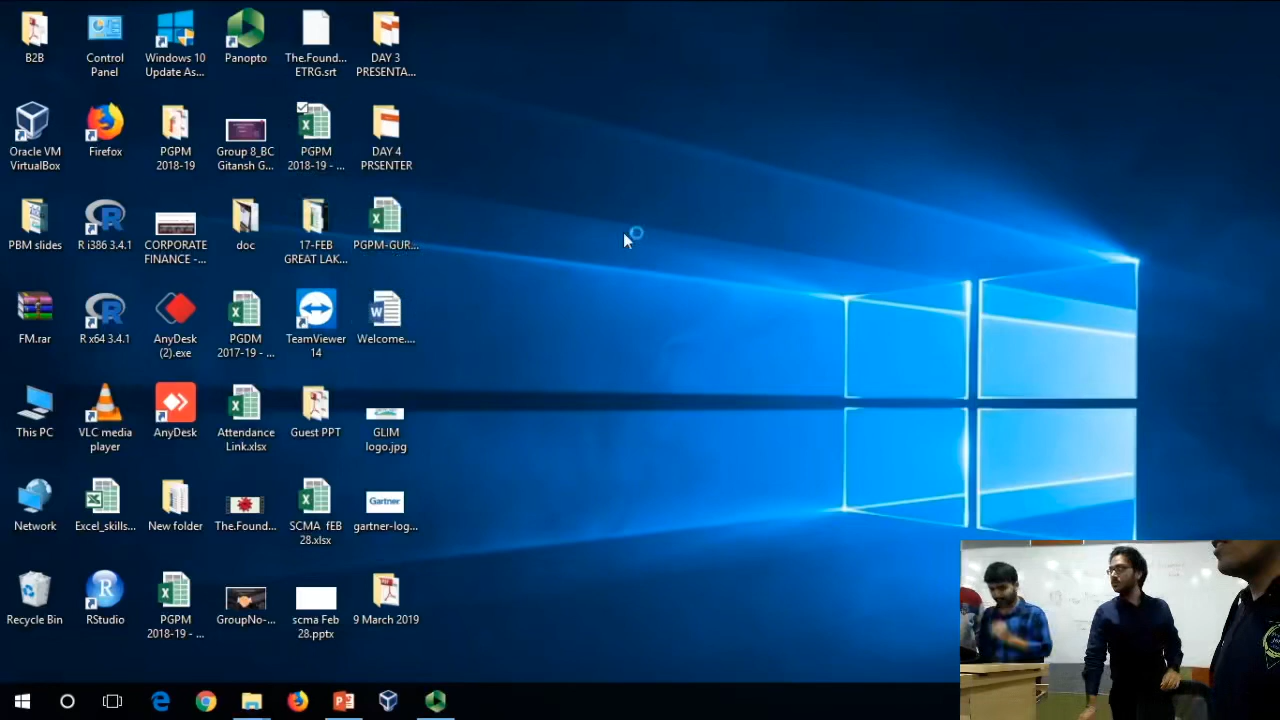 B2B
Control
Panel
Windows 10
Update As...
Panopto
The.Found...
ETRG.srt
DAY 3
PRESENTA...
Oracle VM
VirtualBox
Firefox
PGPM
2018-19
Group 8_BC
Gitansh G...
PGPM
2018-19 - ...
DAY 4
PRSENTER
PBM slides
R i386 3.4.1
CORPORATE
FINANCE -...
doc
17-FEB
GREAT LAK...
PGPM-GUR...
FM.rar
R x64 3.4.1
AnyDesk
(2).exe
PGDM
2017-19 - ...
TeamViewer
14
Welcome....
This PC
VLC media
player
AnyDesk
Attendance
Link.xlsx
Guest PPT
GLIM
logo.jpg
Network
Excel_skills...
New folder
The.Found...
SCMA fEB
28.xlsx
Gartner
gartner-log...
Recycle Bin
RStudio
PGPM
2018-19 - ...
GroupNo-...
scma Feb
28.pptx
9 March 2019